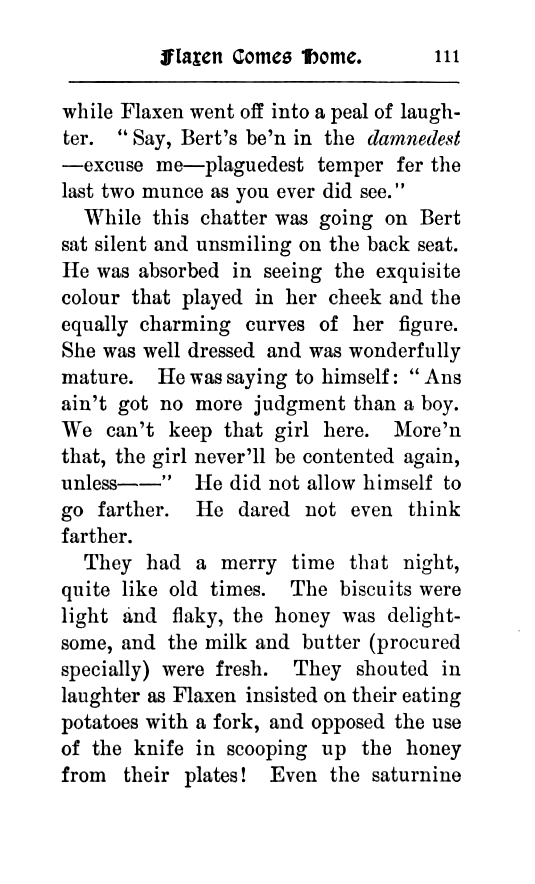 Flaxen Comes Home. 111
while Flaxen went off into a peal of laugh-
ter. “Say, Bert’s be’n in the damnedest
—excuse me—plaguedest temper fer the
last two munce as you ever did see.”
While this chatter was going on Bert
sat silent and unsmiling on the back seat.
He was absorbed in seeing the exquisite
colour that played in her cheek and the
equally charming curves of her figure.
She was well dressed and was wonderfully
mature. He was saying to himself: “Ans
ain’t got no more judgment than a boy.
We can’t keep that girl here. More’n
that, the girl never’ll be contented again,
unless——” He did not allow himself to
go farther. He dared not even think
farther.
They had a merry time that night,
quite like old times. The biscuits were
light and flaky, the honey was delight-
some, and the milk and butter (procured
specially) were fresh. They shouted in
laughter as Flaxen insisted on their eating
potatoes with a fork, and opposed the use
of the knife in scooping up the honey
from their plates! Even the saturnine